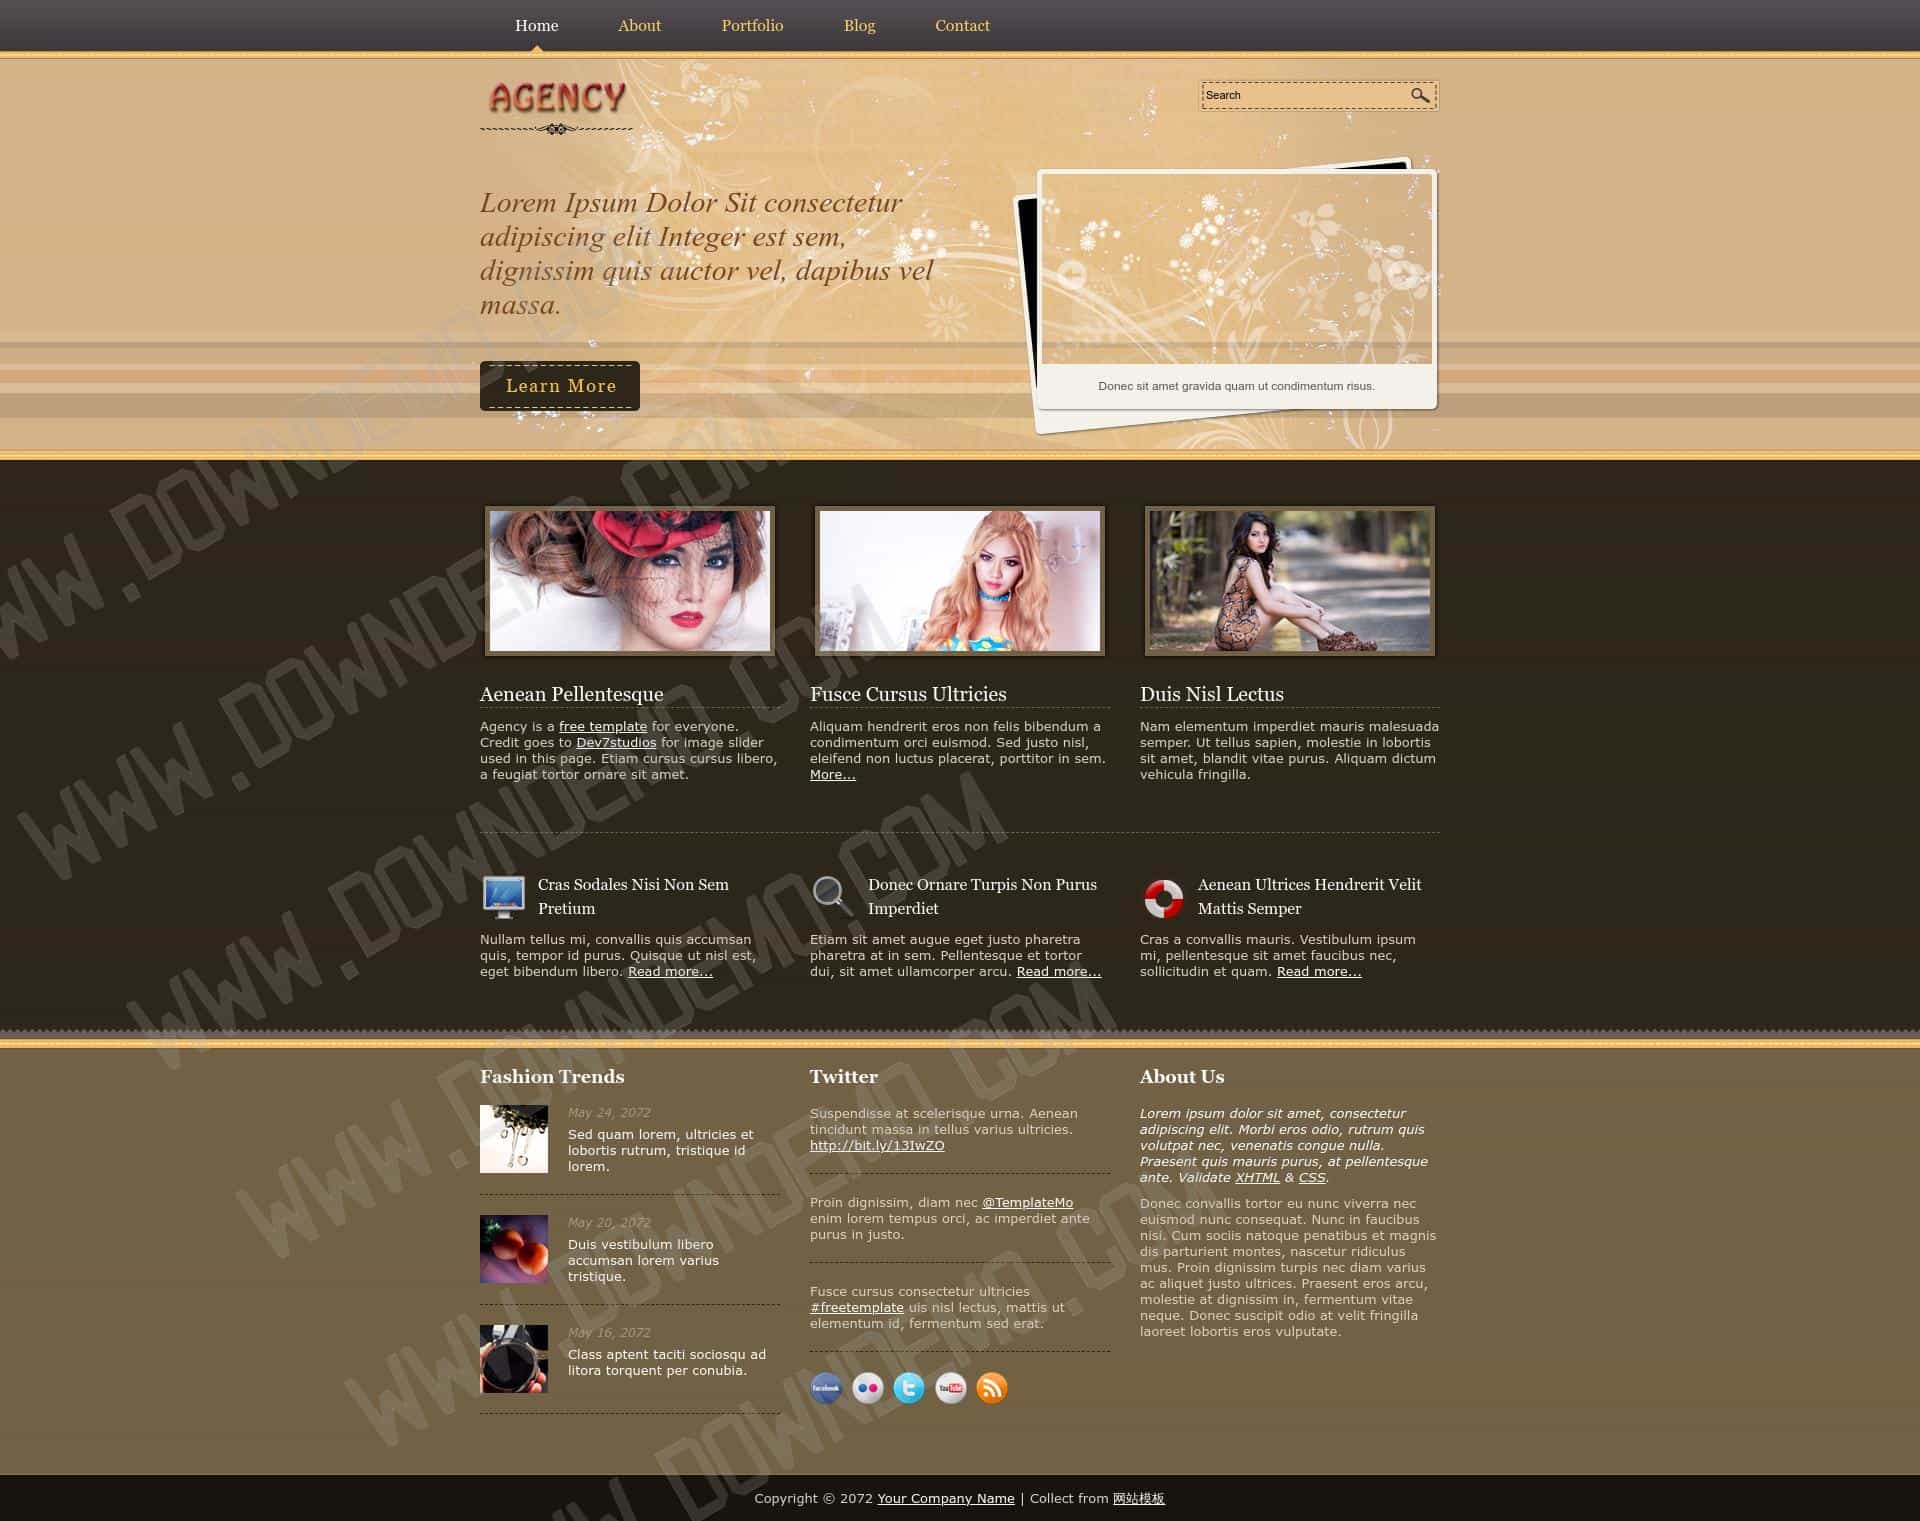 Home
About
Portfolio
Blog
Contact
AGENCY
Search
Lorem Ipsum Dolor Sit consectetur
adipiscing elit Integer est sem,
dignissim quis auctor vel, dapibus vel
massa.
Learn More
Donec sit amet gravida quam ut condimentum risus.
Aenean Pellentesque
Agency is a free template for everyone.
Credit goes to Dev7studios for image slider
used in this page. Etiam cursus cursus libero,
a feugiat tortor ornare sit amet.
Fusce Cursus Ultricies
Aliquam hendrerit eros non felis bibendum a
condimentum orci euismod. Sed justo nisl,
eleifend non luctus placerat, porttitor in sem.
More...
Duis Nisl Lectus
Nam elementum imperdiet mauris malesuada
semper. Ut tellus sapien, molestie in lobortis
sit amet, blandit vitae purus. Aliquam dictum
vehicula fringilla.
Cras Sodales Nisi Non Sem
Pretium
Nullam tellus mi, convallis quis accumsan
quis, tempor id purus. Quisque ut nisl est,
eget bibendum libero. Read more...
Donec Ornare Turpis Non Purus
Imperdiet
Etiam sit amet augue eget justo pharetra
pharetra at in sem. Pellentesque et tortor
dui, sit amet ullamcorper arcu. Read more...
Aenean Ultrices Hendrerit Velit
Mattis Semper
Cras a convallis mauris. Vestibulum ipsum
mi, pellentesque sit amet faucibus nec,
sollicitudin et quam. Read more...
Fashion Trends
May 24, 2072
Sed quam lorem, ultricies et
lobortis rutrum, tristique id
lorem.
May 20, 2072
Duis vestibulum libero
accumsan lorem varius
tristique.
May 16, 2072
Class aptent taciti sociosqu ad
litora torquent per conubia.
Twitter
Suspendisse at scelerisque urna. Aenean
tincidunt massa in tellus varius ultricies.
http://bit.ly/13IwZO
Proin dignissim, diam nec @TemplateMo
enim lorem tempus orci, ac imperdiet ante
purus in justo.
Fusce cursus consectetur ultricies
#freetemplate uis nisl lectus, mattis ut
elementum id, fermentum sed erat.
facebook
You Tube
About Us
Lorem ipsum dolor sit amet, consectetur
adipiscing elit. Morbi eros odio, rutrum quis
volutpat nec, venenatis congue nulla.
Praesent quis mauris purus, at pellentesque
ante. Validate XHTML & CSS.
Donec convallis tortor eu nunc viverra nec
euismod nunc consequat. Nunc in faucibus
nisi. Cum sociis natoque penatibus et magnis
dis parturient montes, nascetur ridiculus
mus. Proin dignissim turpis nec diam varius
ac aliquet justo ultrices. Praesent eros arcu,
molestie at dignissim in, fermentum vitae
neque. Donec suscipit odio at velit fringilla
laoreet lobortis eros vulputate.
Copyright © 2072 Your Company Name | Collect from 网站模板
WWW.DOWNDEMO.COM
WWW.DOWNDEMO.COM
WWW.DOWNDEMO.COM
WWW.DOWNDEMO.COM
WWW.DOWNDEMO.COM
W.DOWNDEMO.COM